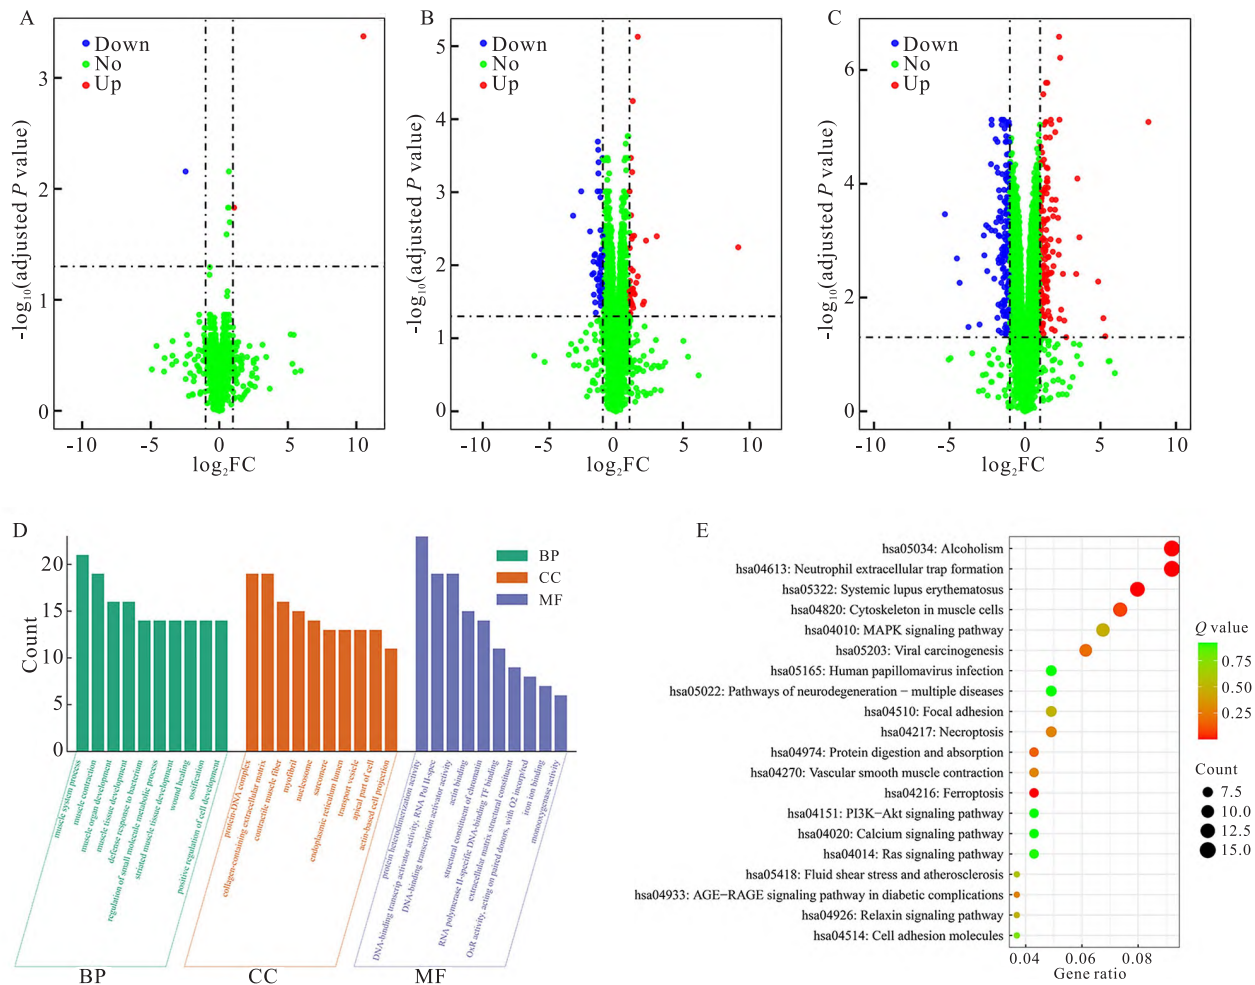 A
Down
No
Up
-log10(adjusted P value)
3
2
1
0
-10
-5
0
5
10
log2FC
B
Down
No
Up
-log10(adjusted P value)
5
4
3
2
1
0
-10
-5
0
5
10
log2FC
C
Down
No
Up
-log10(adjusted P value)
6
4
2
0
-10
-5
0
5
10
log2FC
D
Count
20
15
10
5
0
BP
CC
MF
muscle system process
muscle contraction
muscle organ development
muscle tissue development
defense response to bacterium
regulation of small molecule metabolic process
striated muscle tissue development
wound healing
ossification
positive regulation of cell development
protein-DNA complex
collagen-containing extracellular matrix
contractile muscle fiber
myofibril
nucleosome
sarcomere
endoplasmic reticulum lumen
transport vesicle
apical part of cell
actin-based cell projection
protein heterodimerization activity
DNA-binding transcrip activator activity, RNA Pol II-spec
DNA-binding transcription activator activity
actin binding
structural constituent of chromatin
RNA polymerase II-specific DNA-binding TF binding
extracellular matrix structural constituent
OxR activity, acting on paired donors, with O2 incorp/red
iron ion binding
monooxygenase activity
BP
CC
MF
E
hsa05034: Alcoholism
hsa04613: Neutrophil extracellular trap formation
hsa05322: Systemic lupus erythematosus
hsa04820: Cytoskeleton in muscle cells
hsa04010: MAPK signaling pathway
hsa05203: Viral carcinogenesis
hsa05165: Human papillomavirus infection
hsa05022: Pathways of neurodegeneration − multiple diseases
hsa04510: Focal adhesion
hsa04217: Necroptosis
hsa04974: Protein digestion and absorption
hsa04270: Vascular smooth muscle contraction
hsa04216: Ferroptosis
hsa04151: PI3K−Akt signaling pathway
hsa04020: Calcium signaling pathway
hsa04014: Ras signaling pathway
hsa05418: Fluid shear stress and atherosclerosis
hsa04933: AGE−RAGE signaling pathway in diabetic complications
hsa04926: Relaxin signaling pathway
hsa04514: Cell adhesion molecules
0.04
0.06
0.08
Gene ratio
Q value
0.75
0.50
0.25
Count
7.5
10.0
12.5
15.0